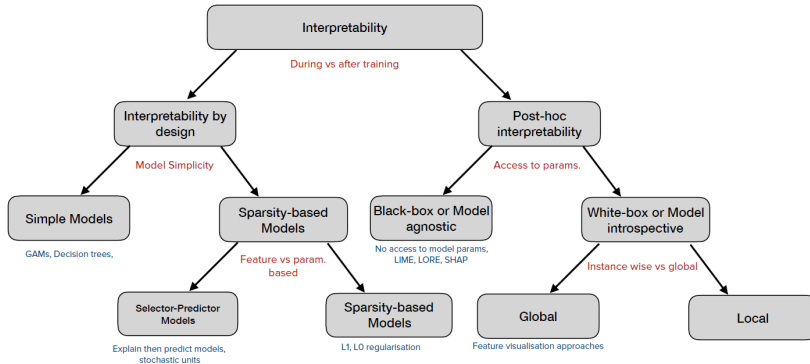 Interpretability
During vs after training
Interpretability by
design
Post-hoc
interpretability
Model Simplicity
Access to params.
Simple Models
Sparsity-based
Models
Black-box or Model
agnostic
White-box or Model
introspective
GAMs, Decision trees,
Feature vs param.
based
No access to model params,
LIME, LORE, SHAP
Instance wise vs global
Selector-Predictor
Models
Sparsity-based
Models
Global
Local
Explain then predict models,
stochastic units
L1, L0 regularisation
Feature visualisation approaches